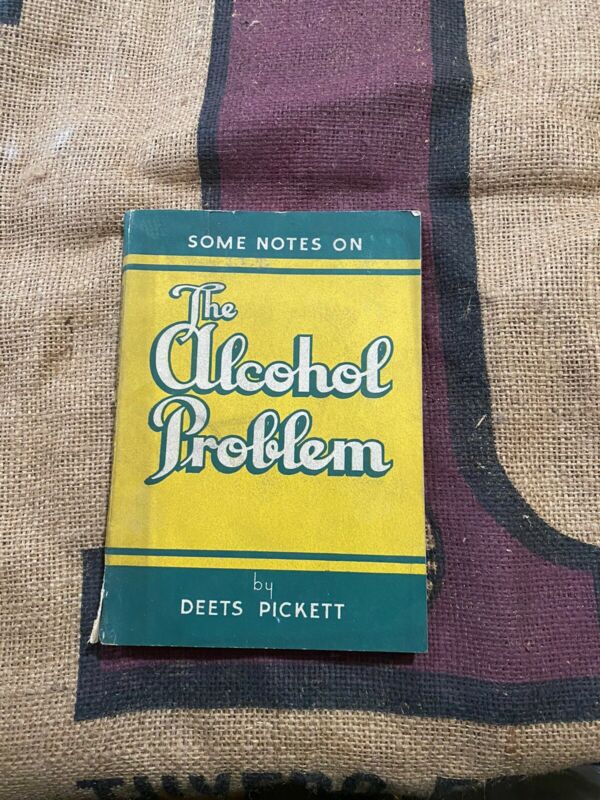 SOME NOTES ON
The
Alcohol
Problem
by
DEETS PICKETT